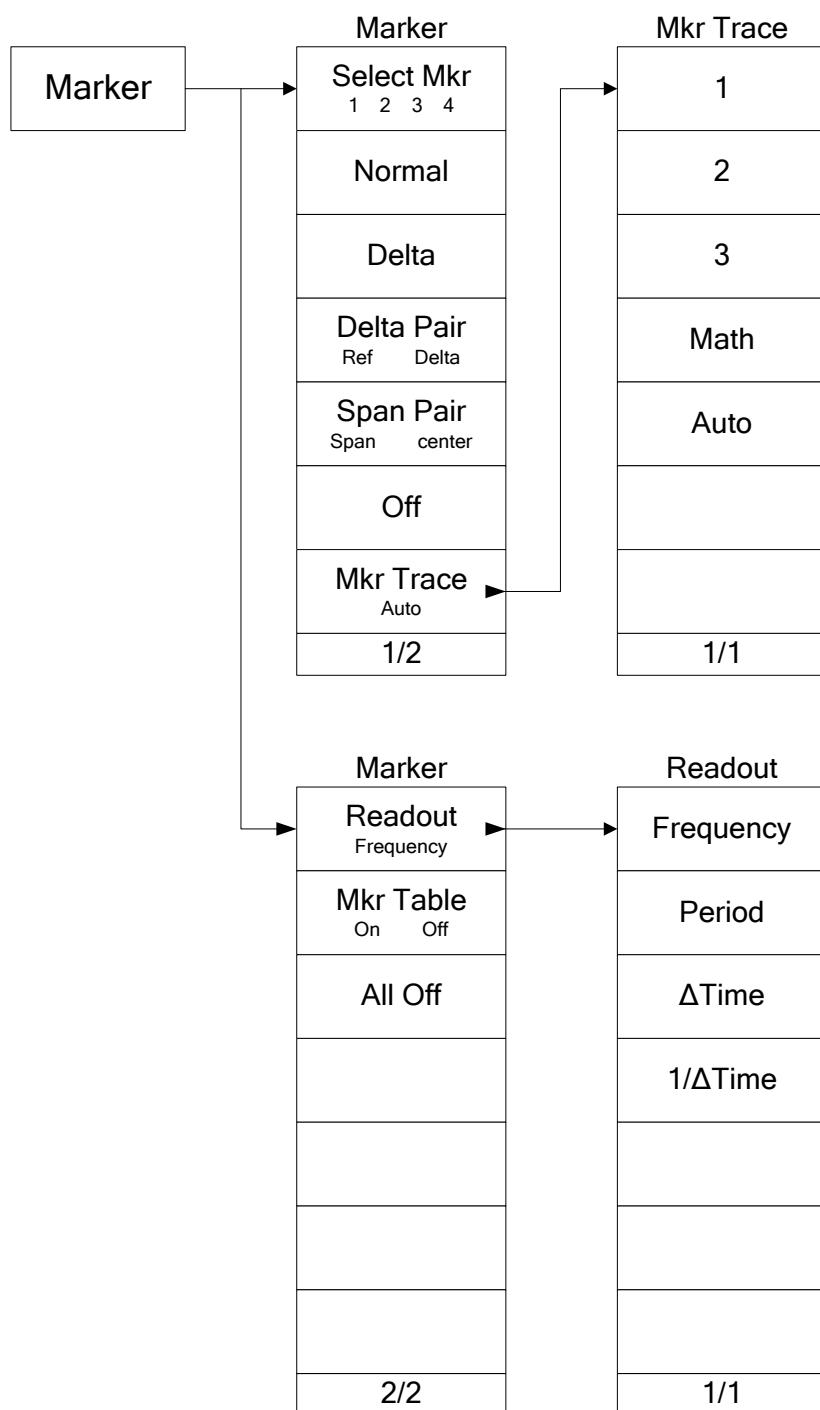 Marker
Marker
Select Mkr
1 2 3 4
Normal
Delta
Delta Pair
Ref Delta
Span Pair
Span center
Off
Mkr Trace
Auto
1/2
Mkr Trace
1
2
3
Math
Auto
1/1
Marker
Readout
Frequency
Mkr Table
On Off
All Off
2/2
Readout
Frequency
Period
ΔTime
1/ΔTime
1/1